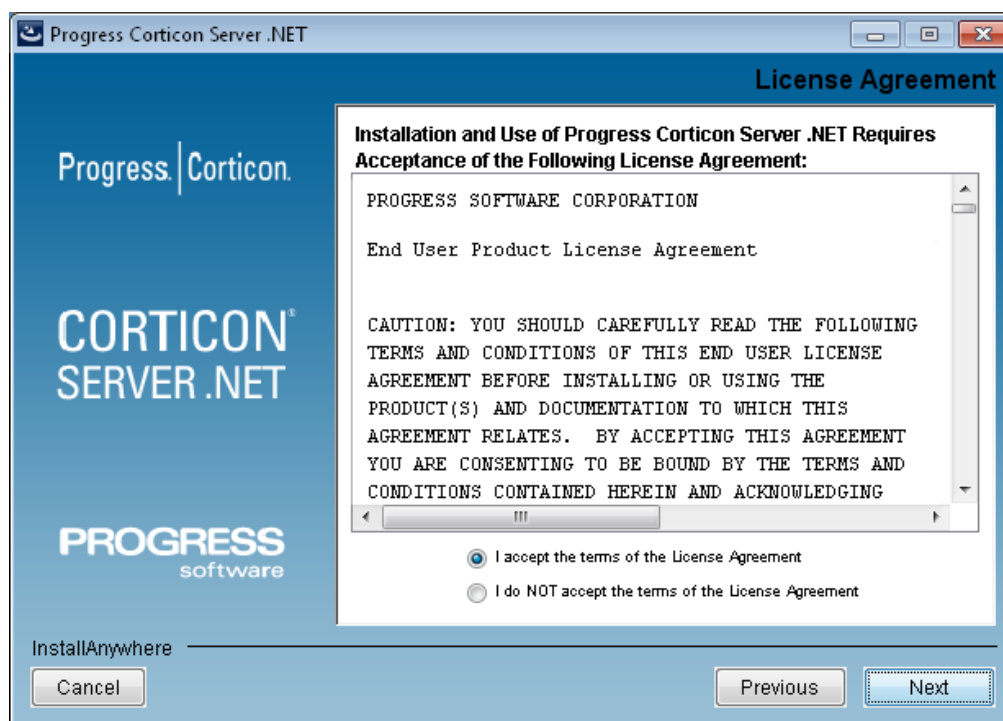 Progress Corticon Server .NET
License Agreement
Progress. Corticon.
CORTICON®
SERVER .NET
PROGRESS
software
Installation and Use of Progress Corticon Server .NET Requires
Acceptance of the Following License Agreement:
PROGRESS SOFTWARE CORPORATION
End User Product License Agreement
CAUTION: YOU SHOULD CAREFULLY READ THE FOLLOWING
TERMS AND CONDITIONS OF THIS END USER LICENSE
AGREEMENT BEFORE INSTALLING OR USING THE
PRODUCT(S) AND DOCUMENTATION TO WHICH THIS
AGREEMENT RELATES.  BY ACCEPTING THIS AGREEMENT
YOU ARE CONSENTING TO BE BOUND BY THE TERMS AND
CONDITIONS CONTAINED HEREIN AND ACKNOWLEDGING
I accept the terms of the License Agreement
I do NOT accept the terms of the License Agreement
InstallAnywhere
Cancel
Previous
Next